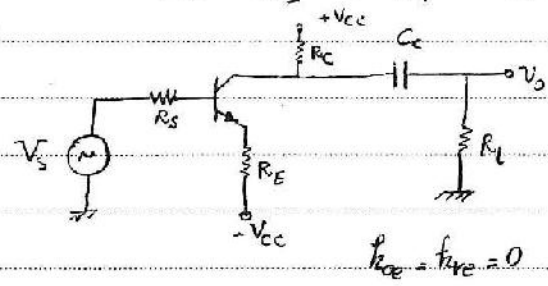 +Vcc
Rc
Cc
Vo
Rs
Vs
RE
RL
-Vcc
hoe = hre = 0